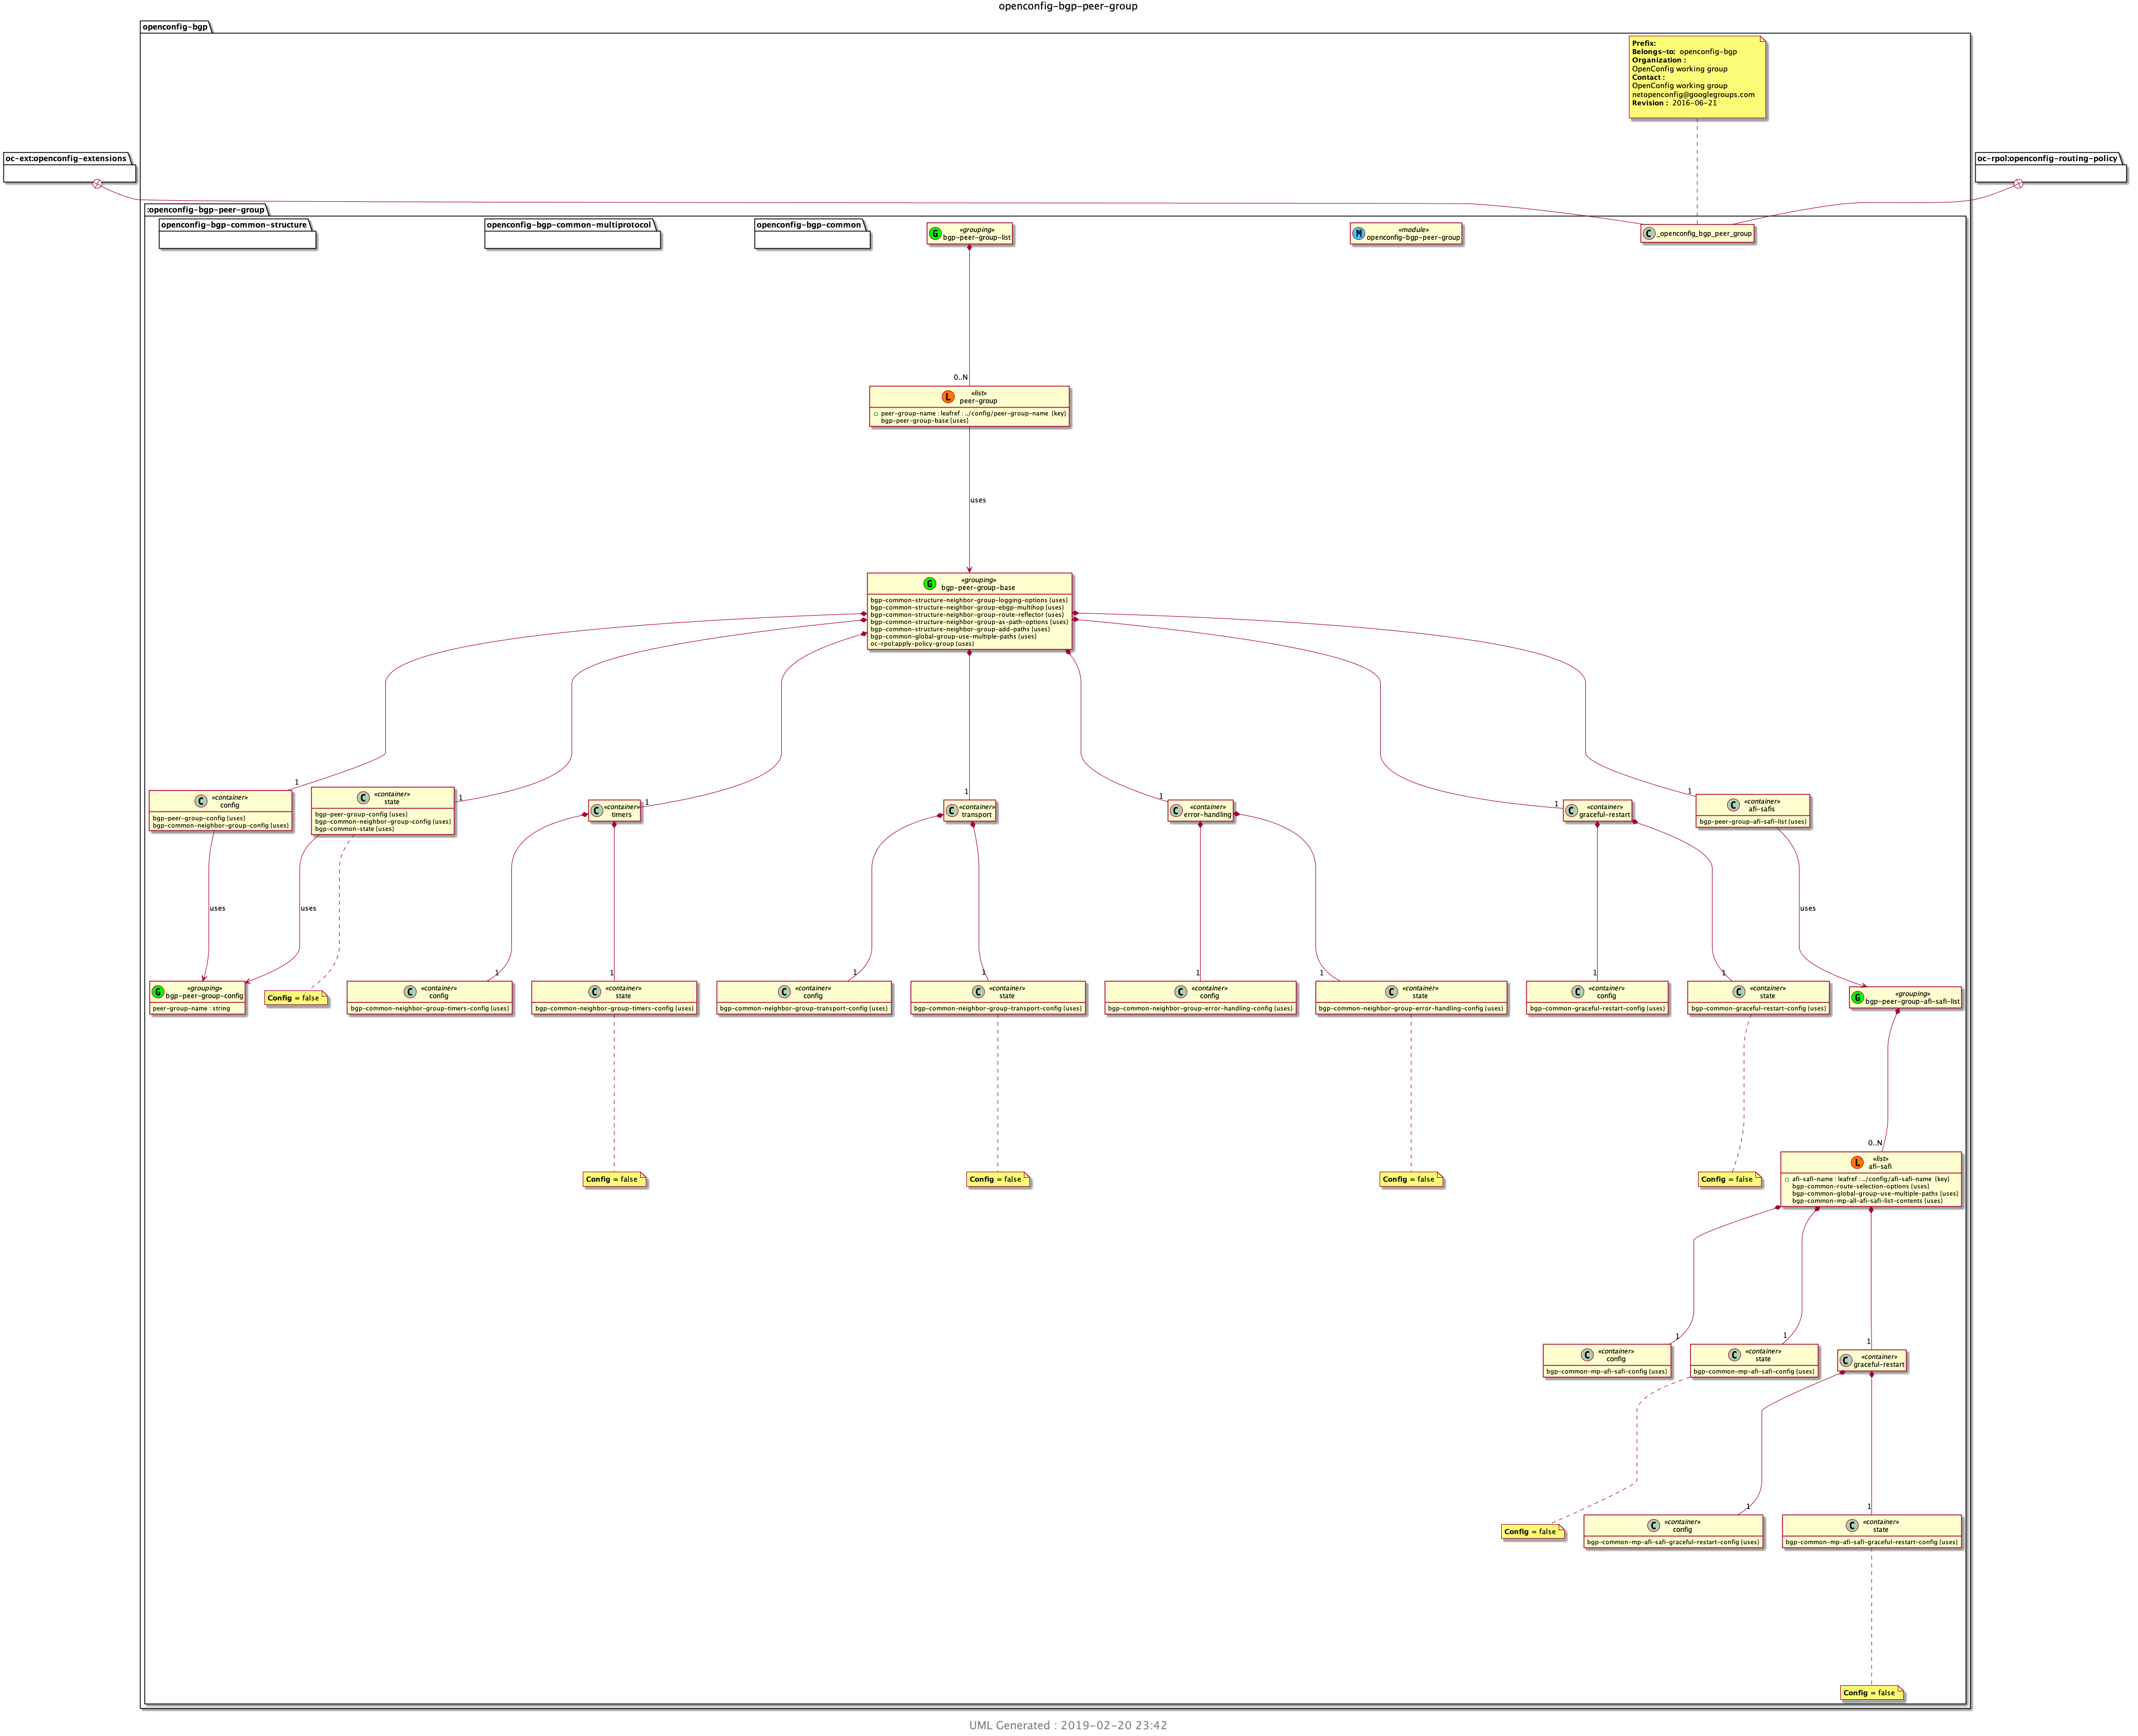 openconfig-bgp-peer-group
openconfig-bgp
Prefix:
Belongs-to: openconfig-bgp
Organization :
OpenConfig working group
Contact :
OpenConfig working group
netopenconfig@googlegroups.com
Revision : 2016-06-21
oc-ext:openconfig-extensions
oc-rpol:openconfig-routing-policy
:openconfig-bgp-peer-group
openconfig-bgp-common-structure
openconfig-bgp-common-multiprotocol
openconfig-bgp-common
G
«grouping»
bgp-peer-group-list
M
«module»
openconfig-bgp-peer-group
C
_openconfig_bgp_peer_group
0..N
L
«list»
peer-group
peer-group-name : leafref : ../config/peer-group-name (key)
bgp-peer-group-base (uses)
uses
G
«grouping»
bgp-peer-group-base
bgp-common-structure-neighbor-group-logging-options (uses)
bgp-common-structure-neighbor-group-ebgp-multihop (uses)
bgp-common-structure-neighbor-group-route-reflector (uses)
bgp-common-structure-neighbor-group-as-path-options (uses)
bgp-common-structure-neighbor-group-add-paths (uses)
bgp-common-global-group-use-multiple-paths (uses)
oc-rpol:apply-policy-group (uses)
1
1
1
1
1
1
1
C
«container»
config
bgp-peer-group-config (uses)
bgp-common-neighbor-group-config (uses)
C
«container»
state
bgp-peer-group-config (uses)
bgp-common-neighbor-group-config (uses)
bgp-common-state (uses)
C
«container»
timers
C
«container»
transport
C
«container»
error-handling
C
«container»
graceful-restart
C
«container»
afi-safis
bgp-peer-group-afi-safi-list (uses)
uses
uses
uses
1
1
1
1
1
1
1
1
G
«grouping»
bgp-peer-group-config
peer-group-name : string
Config = false
C
«container»
config
bgp-common-neighbor-group-timers-config (uses)
C
«container»
state
bgp-common-neighbor-group-timers-config (uses)
C
«container»
config
bgp-common-neighbor-group-transport-config (uses)
C
«container»
state
bgp-common-neighbor-group-transport-config (uses)
C
«container»
config
bgp-common-neighbor-group-error-handling-config (uses)
C
«container»
state
bgp-common-neighbor-group-error-handling-config (uses)
C
«container»
config
bgp-common-graceful-restart-config (uses)
C
«container»
state
bgp-common-graceful-restart-config (uses)
G
«grouping»
bgp-peer-group-afi-safi-list
0..N
Config = false
Config = false
Config = false
Config = false
L
«list»
afi-safi
afi-safi-name : leafref : ../config/afi-safi-name (key)
bgp-common-route-selection-options (uses)
bgp-common-global-group-use-multiple-paths (uses)
bgp-common-mp-all-afi-safi-list-contents (uses)
1
1
1
C
«container»
config
bgp-common-mp-afi-safi-config (uses)
C
«container»
state
bgp-common-mp-afi-safi-config (uses)
C
«container»
graceful-restart
1
1
Config = false
C
«container»
config
bgp-common-mp-afi-safi-graceful-restart-config (uses)
C
«container»
state
bgp-common-mp-afi-safi-graceful-restart-config (uses)
Config = false
UML Generated : 2019-02-20 23:42